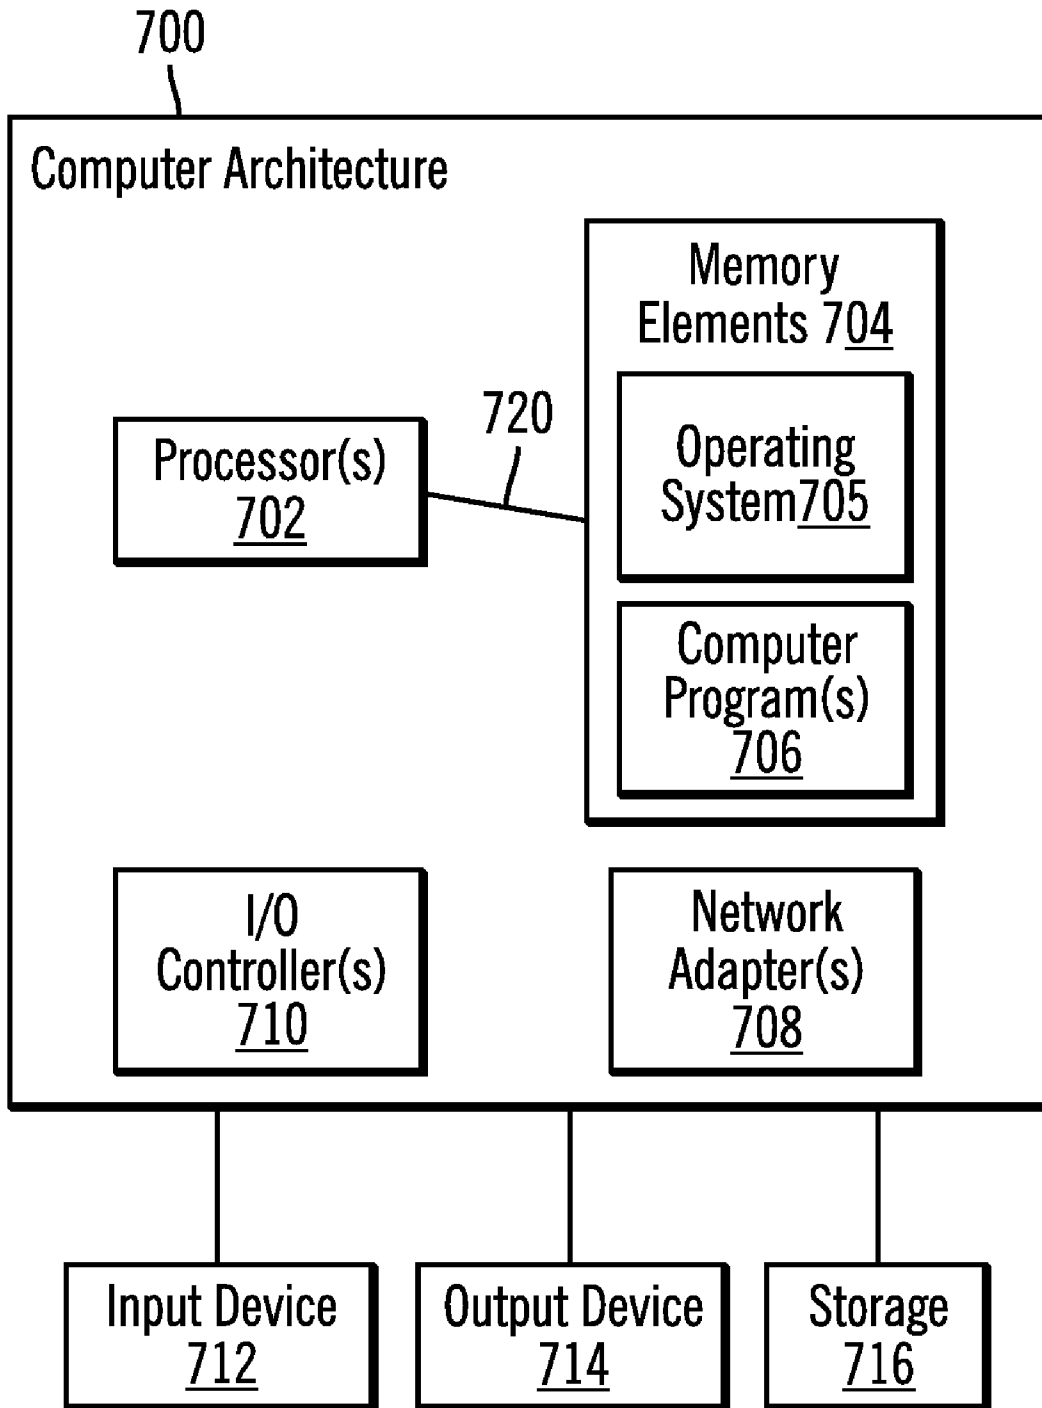 700
Computer Architecture
Memory
Elements 704
Operating
System705
720
Processor(s)
702
Computer
Program(s)
706
I/O
Controller(s)
710
Network
Adapter(s)
708
Input Device
712
Output Device
714
Storage
716